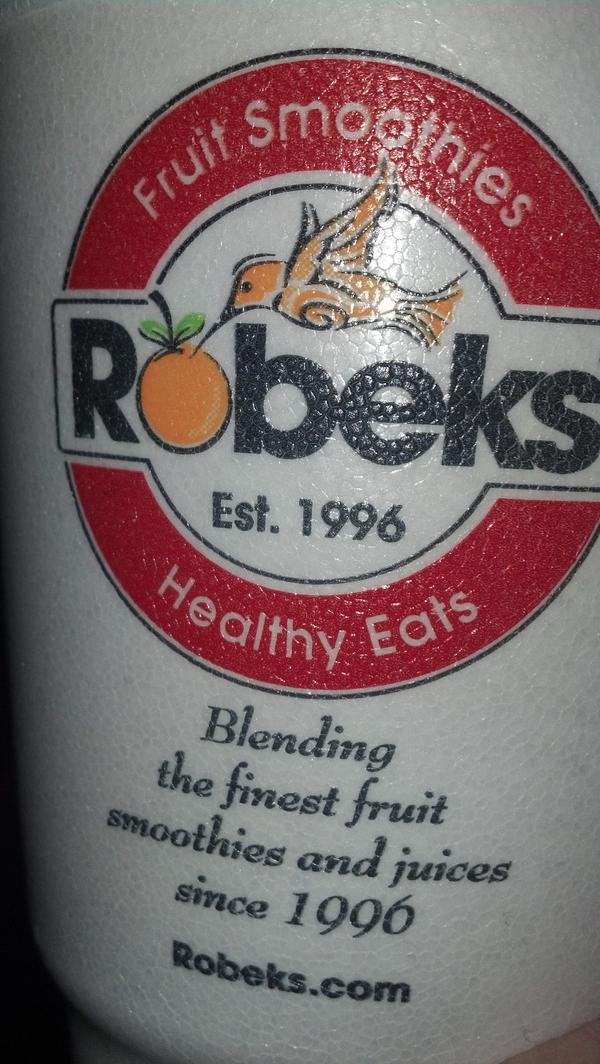 Fruit Smoothies
Robeks
Est. 1996
Healthy Eats
Blending
the finest fruit
smoothies and juices
since 1996
Robeks.com